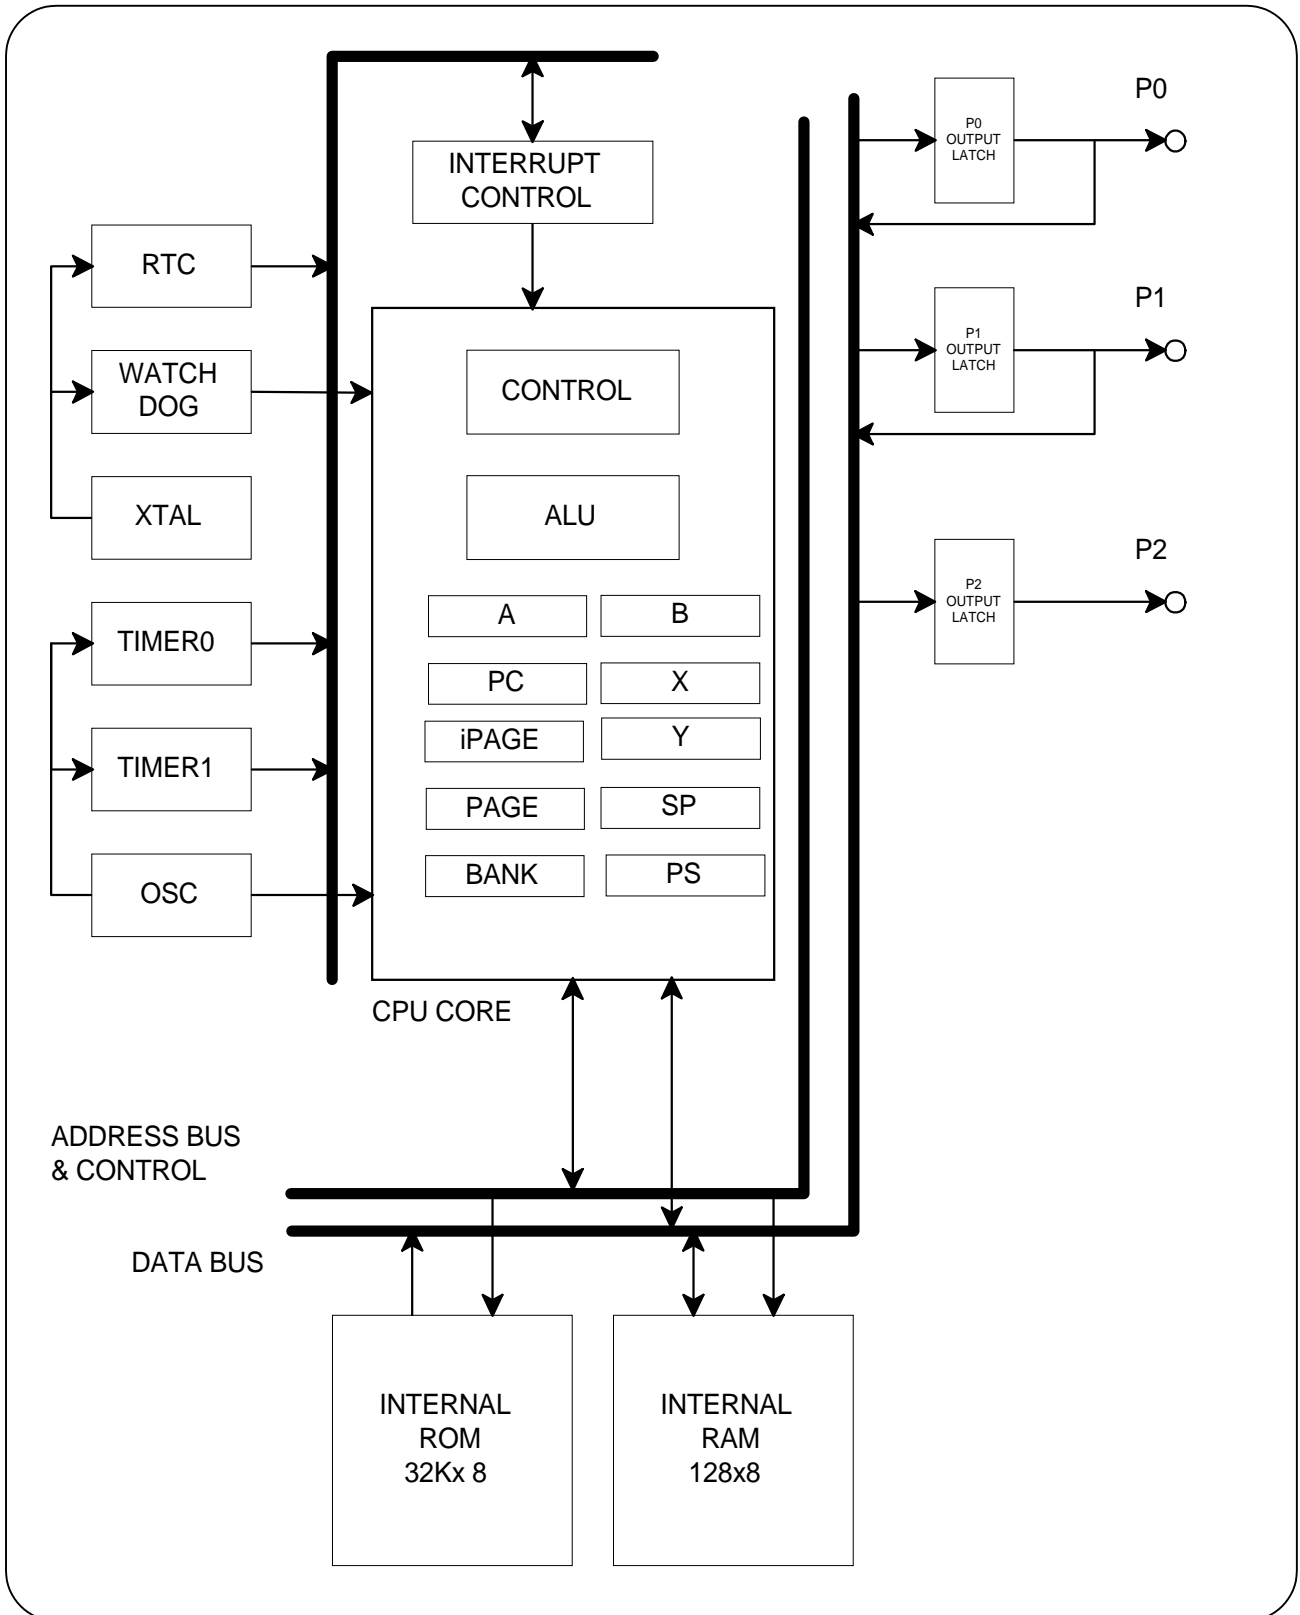 P0
P0
OUTPUT
LATCH
INTERRUPT
CONTROL
RTC
P1
P1
OUTPUT
LATCH
WATCH
DOG
CONTROL
XTAL
ALU
P2
P2
OUTPUT
LATCH
TIMER0
A
B
PC
X
iPAGE
Y
TIMER1
PAGE
SP
OSC
BANK
PS
CPU CORE
ADDRESS BUS
& CONTROL
DATA BUS
INTERNAL
ROM
32Kx 8
INTERNAL
RAM
128x8